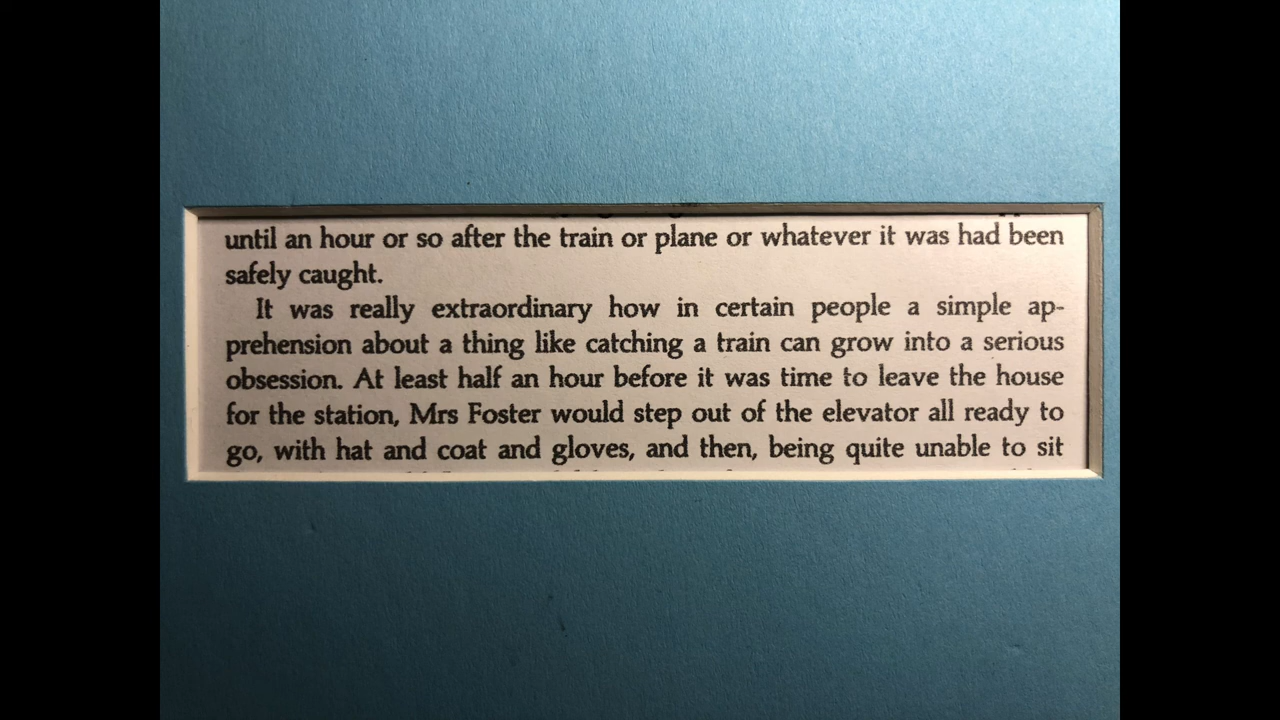 until an hour or so after the train or plane or whatever it was had been
safely caught.
It was really extraordinary how in certain people a simple ap-
prehension about a thing like catching a train can grow into a serious
obsession. At least half an hour before it was time to leave the house
for the station, Mrs Foster would step out of the elevator all ready to
go, with hat and coat and gloves, and then, being quite unable to sit